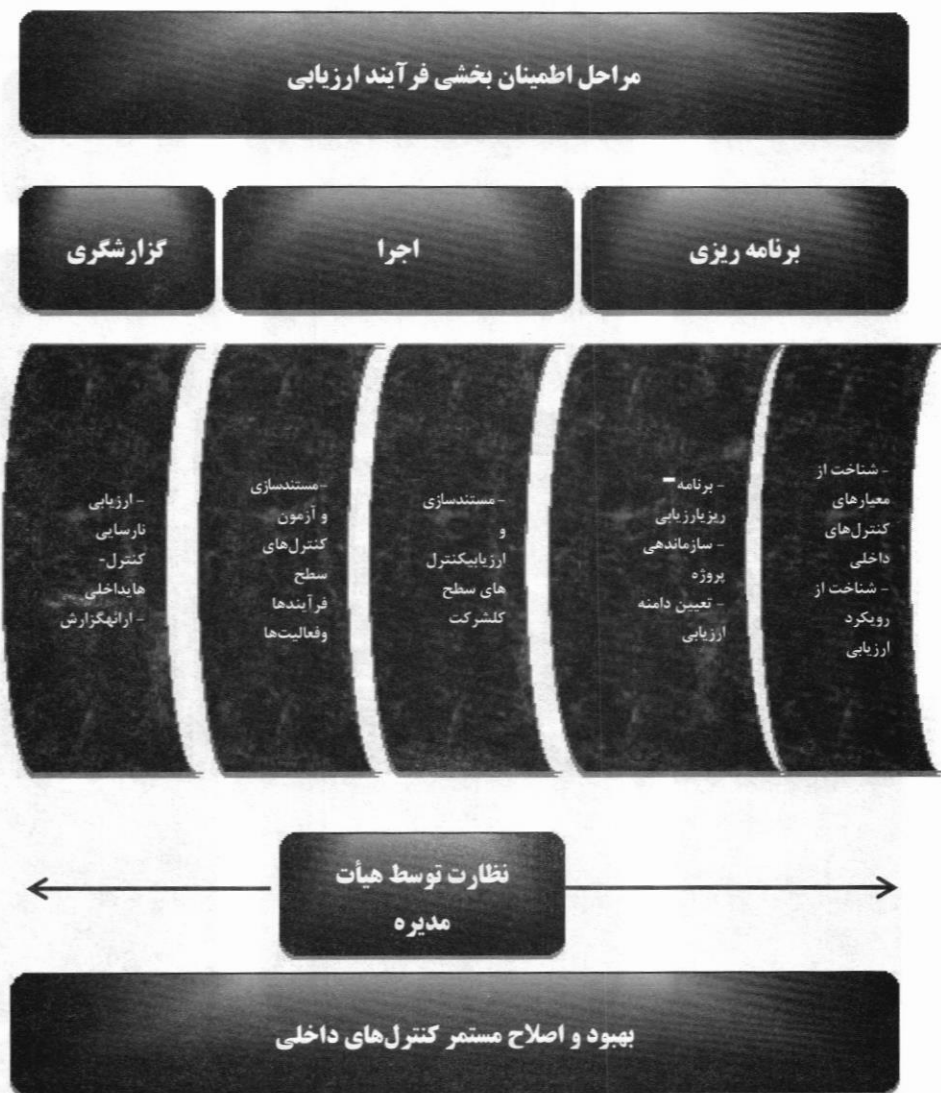 مراحل اطمینان بخشی فرآیند ارزیابی
برنامه ریزی
اجرا
گزارشگری
- شناخت از
معیارهای
کنترل‌های
داخلی
- شناخت از
رویکرد
ارزیابی
- برنامه-
ریزیارزیابی
- سازماندهی
پروژه
- تعیین دامنه
ارزیابی
- مستندسازی
و
ارزیابیکنترل
های سطح
کلشرکت
-مستندسازی
و آزمون
کنترل‌های
سطح
فرآیندها
وفعالیت‌ها
- ارزیابی
نارسایی
کنترل-
هایداخلی
- ارائهگزارش
نظارت توسط هیأت
مدیره
بهبود و اصلاح مستمر کنترل‌های داخلی